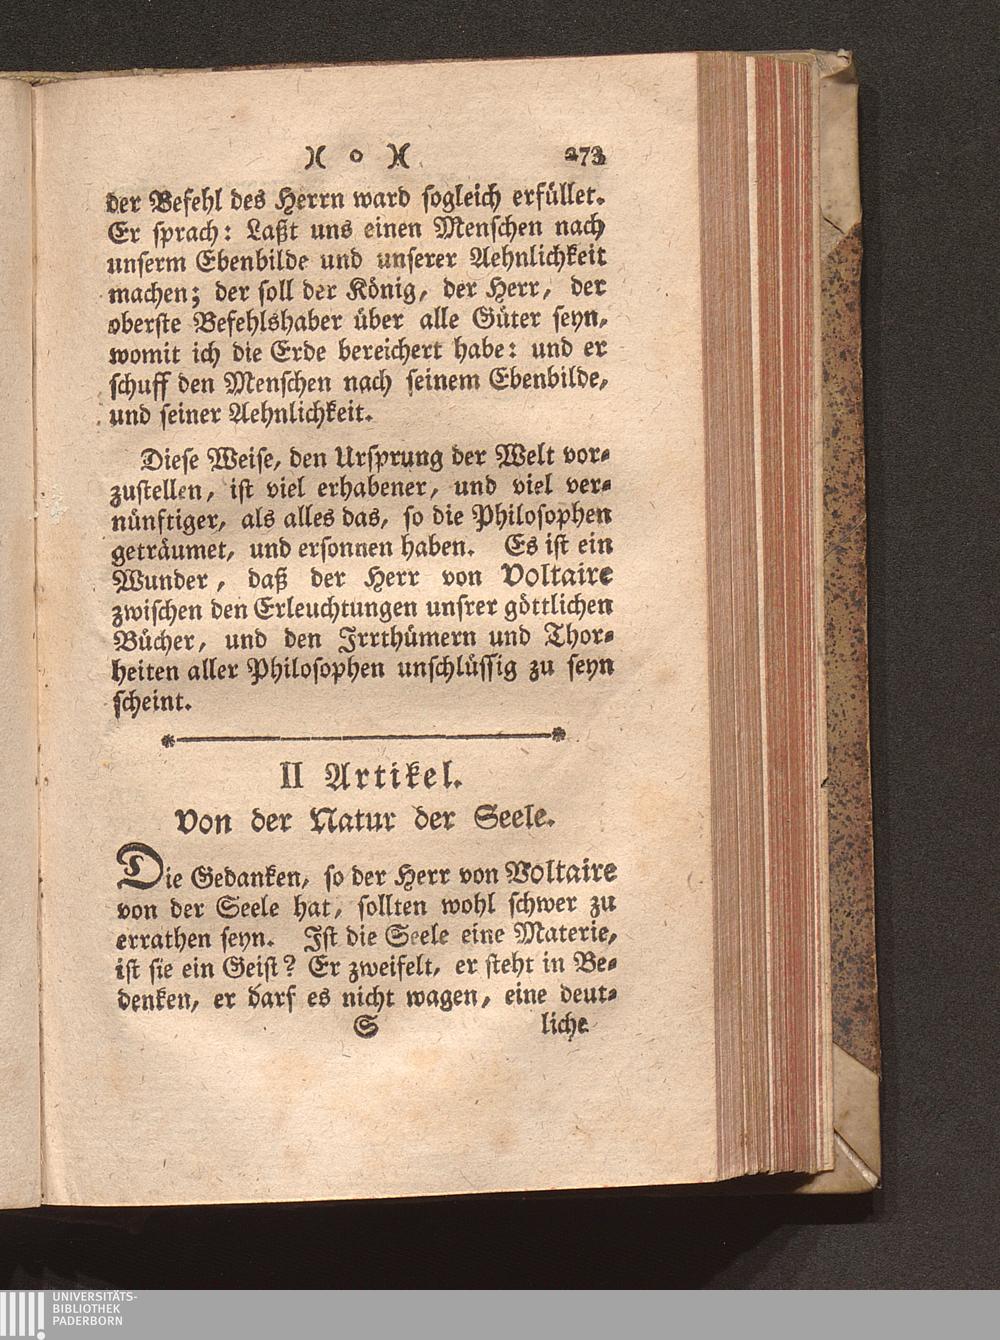 )( o )( 273
der Befehl des Herrn ward sogleich erfüllet.
Er sprach: Laßt uns einen Menschen nach
unserm Ebenbilde und unserer Aehnlichkeit
machen; der soll der König, der Herr, der
oberste Befehlshaber über alle Güter seyn,
womit ich die Erde bereichert habe: und er
schuff den Menschen nach seinem Ebenbilde,
und seiner Aehnlichkeit.
Diese Weise, den Ursprung der Welt vor-
zustellen, ist viel erhabener, und viel ver-
nünftiger, als alles das, so die Philosophen
geträumet, und ersonnen haben. Es ist ein
Wunder, daß der Herr von Voltaire
zwischen den Erleuchtungen unsrer göttlichen
Bücher, und den Irrthümern und Thor-
heiten aller Philosophen unschlüssig zu seyn
scheint.
II Artikel.
Von der Natur der Seele.
Die Gedanken, so der Herr von Voltaire
von der Seele hat, sollten wohl schwer zu
errathen seyn. Ist die Seele eine Materie,
ist sie ein Geist? Er zweifelt, er steht in Be-
denken, er darf es nicht wagen, eine deut-
S liche
UNIVERSITÄTS-
BIBLIOTHEK
PADERBORN